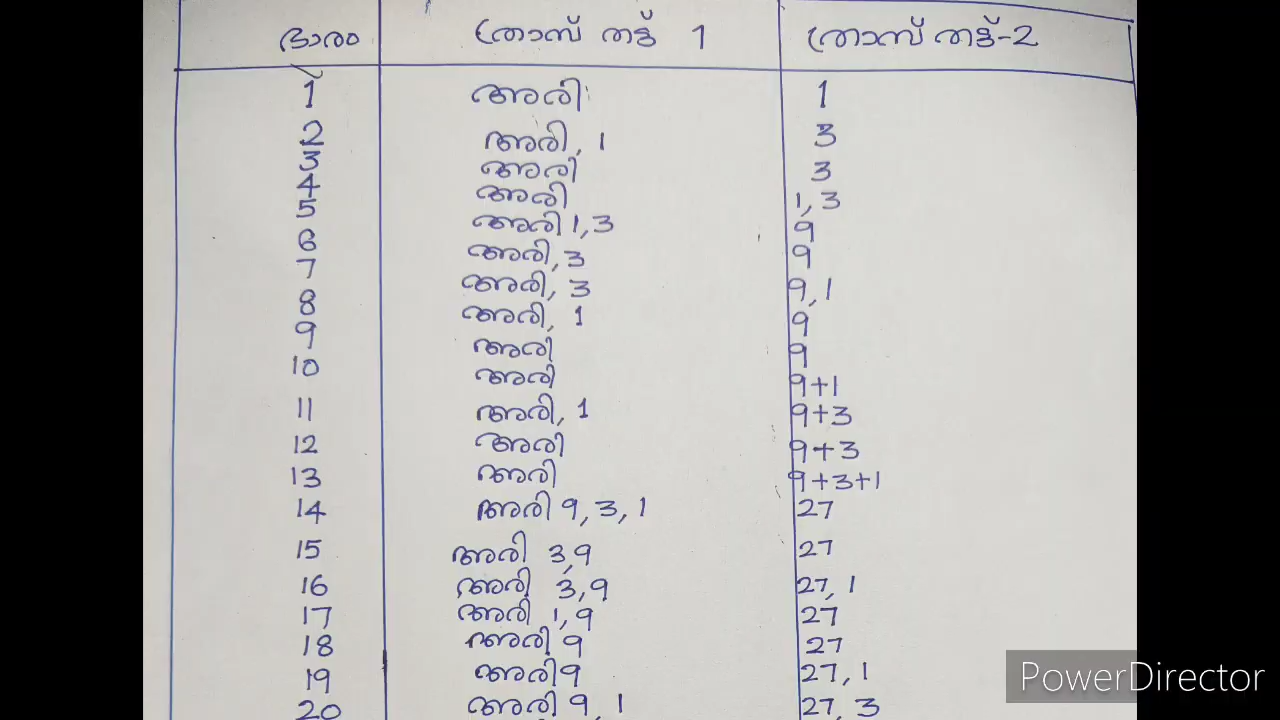 ഭാരം ത്രാസ് തട്ട് 1 ത്രാസ് തട്ട്-2
1 അരി 1
2 അരി, 1 3
3 അരി 3
4 അരി 1, 3
5 അരി 1,3 9
6 അരി,3 9
7 അരി, 3 9,1
8 അരി, 1 9
9 അരി 9
10 അരി 9+1
11 അരി, 1 9+3
12 അരി 9+3
13 അരി 9+3+1
14 അരി 9,3,1 27
15 അരി 3,9 27
16 അരി 3,9 27,1
17 അരി 1,9 27
18 അരി 9 27
19 അരി 9 27,1
20 അരി 9,1 27,3
PowerDirector